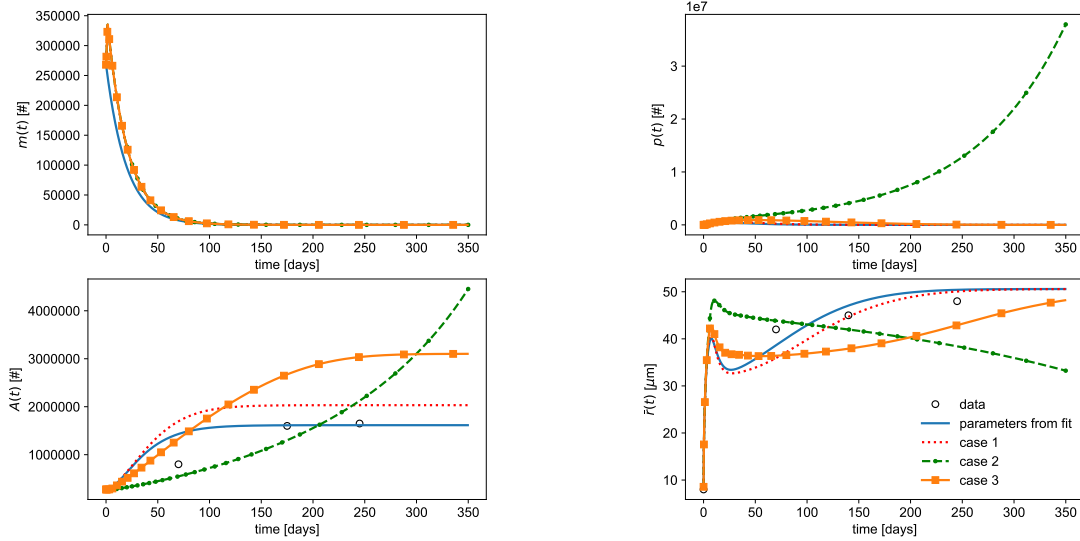 350000
300000
250000
200000
150000
100000
50000
0
m(t) [#]
0 50 100 150 200 250 300 350
time [days]
1e7
3
2
1
0
p(t) [#]
0 50 100 150 200 250 300 350
time [days]
4000000
3000000
2000000
1000000
A(t) [#]
0 50 100 150 200 250 300 350
time [days]
50
40
30
20
10
r̄(t) [μm]
data
parameters from fit
case 1
case 2
case 3
0 50 100 150 200 250 300 350
time [days]